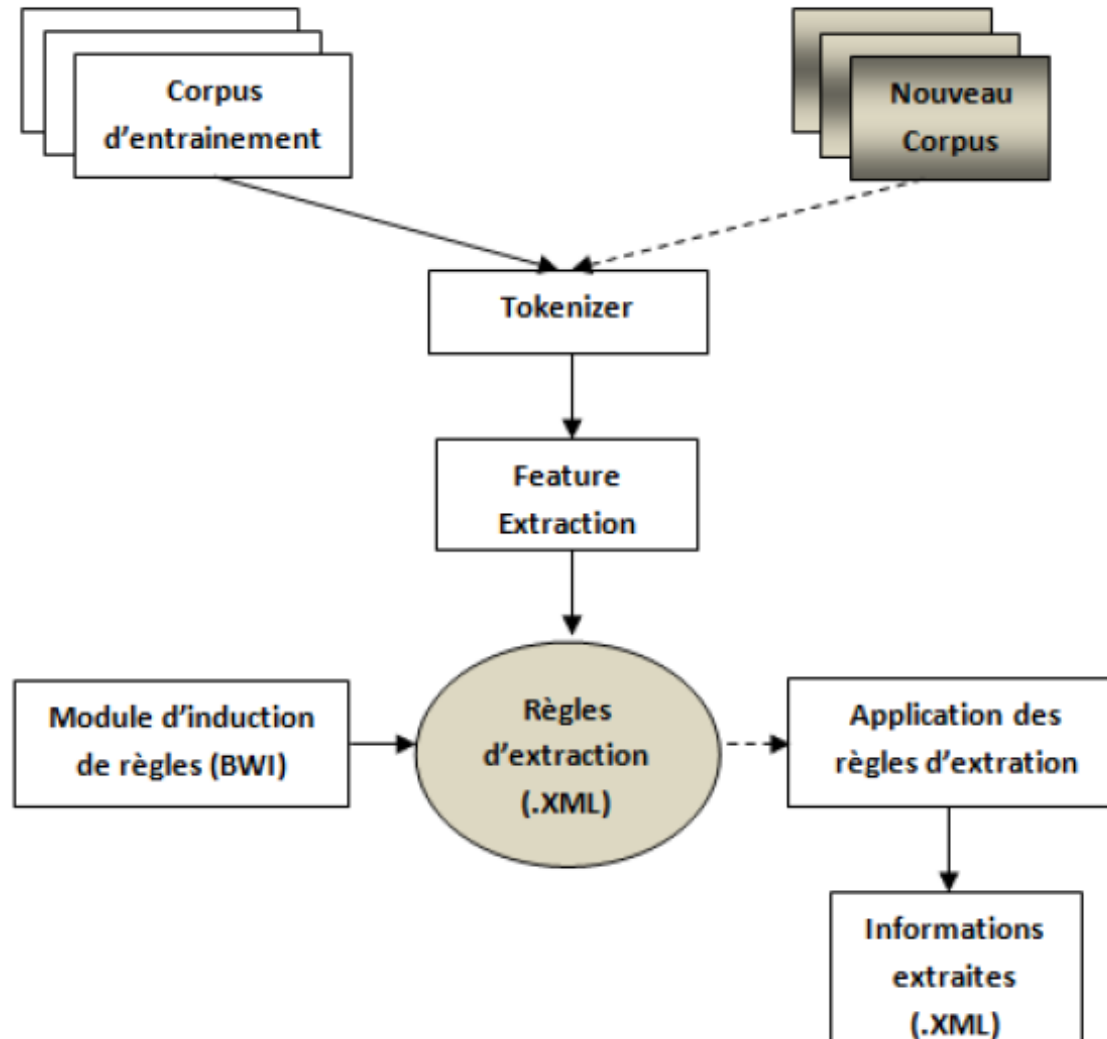 Corpus
d'entrainement
Nouveau
Corpus
Tokenizer
Feature
Extraction
Module d'induction
de règles (BWI)
Règles
d'extraction
(.XML)
Application des
règles d'extration
Informations
extraites
(.XML)